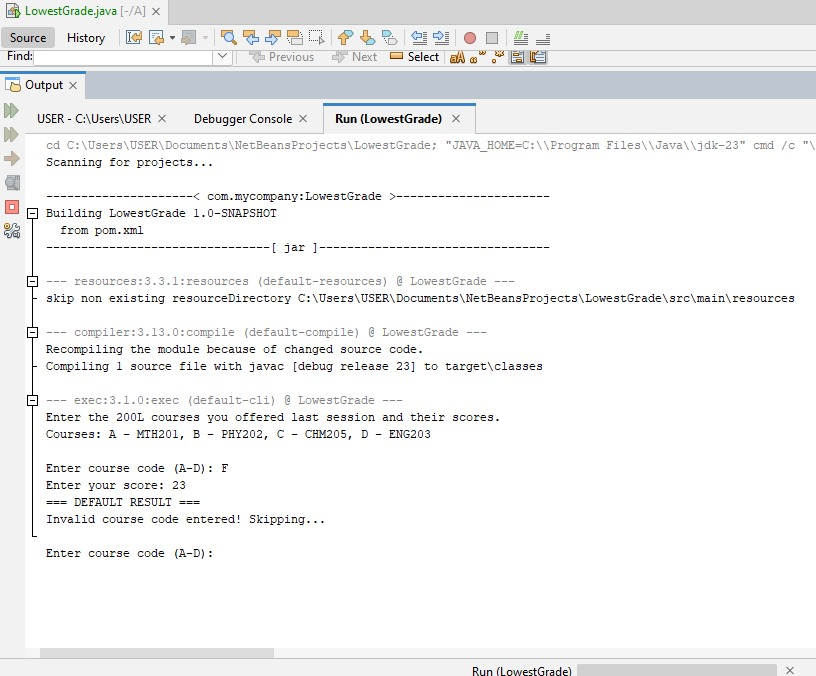 LowestGrade.java [-/A]
Source History
Find: Previous Next Select
Output
USER - C:\Users\USER Debugger Console Run (LowestGrade)
cd C:\Users\USER\Documents\NetBeansProjects\LowestGrade; "JAVA_HOME=C:\\Program Files\\Java\\jdk-23" cmd /c "\
Scanning for projects...
---------------------< com.mycompany:LowestGrade >----------------------
Building LowestGrade 1.0-SNAPSHOT
from pom.xml
--------------------------------[ jar ]---------------------------------
--- resources:3.3.1:resources (default-resources) @ LowestGrade ---
skip non existing resourceDirectory C:\Users\USER\Documents\NetBeansProjects\LowestGrade\src\main\resources
--- compiler:3.13.0:compile (default-compile) @ LowestGrade ---
Recompiling the module because of changed source code.
Compiling 1 source file with javac [debug release 23] to target\classes
--- exec:3.1.0:exec (default-cli) @ LowestGrade ---
Enter the 200L courses you offered last session and their scores.
Courses: A - MTH201, B - PHY202, C - CHM205, D - ENG203
Enter course code (A-D): F
Enter your score: 23
=== DEFAULT RESULT ===
Invalid course code entered! Skipping...
Enter course code (A-D):
Run (LowestGrade)